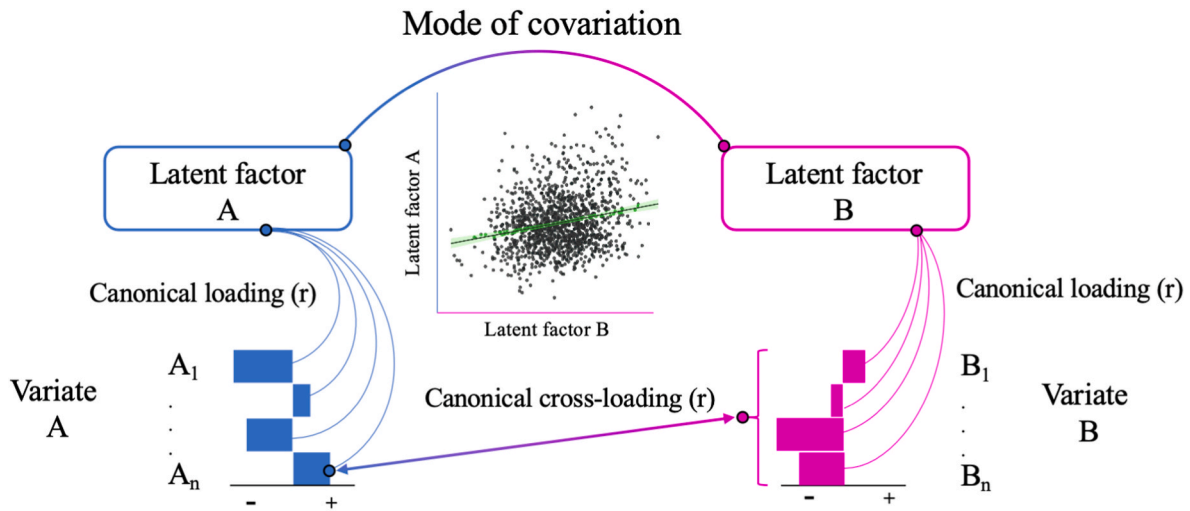 Mode of covariation
Latent factor
A
Latent factor
B
Latent factor A
Latent factor B
Canonical loading (r)
Canonical loading (r)
Variate
A
A1
.
.
.
An
- +
Canonical cross-loading (r)
B1
.
.
.
Bn
- +
Variate
B